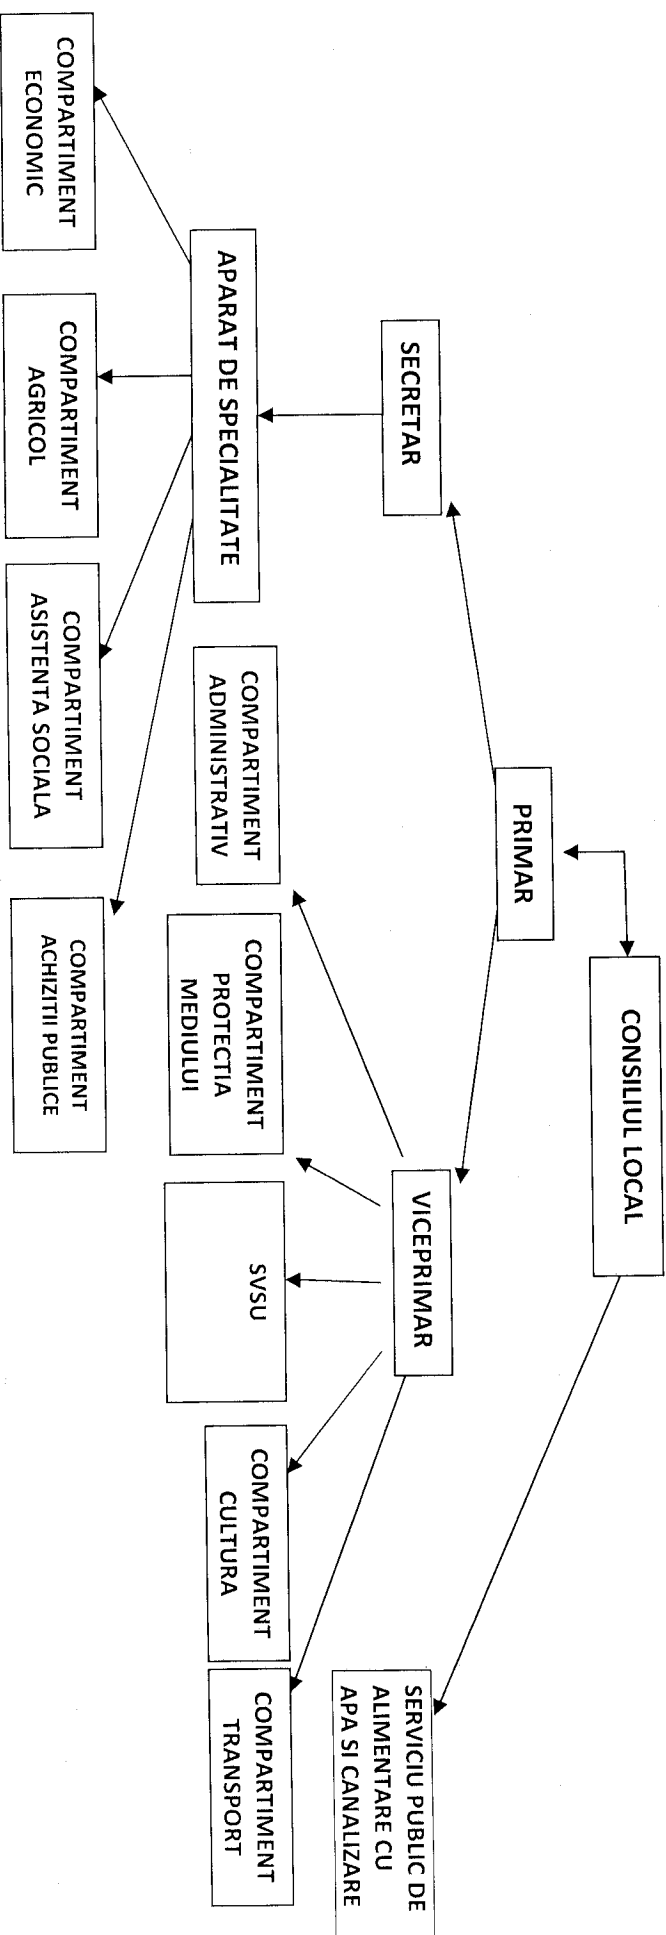 CONSILIUL LOCAL
PRIMAR
SECRETAR
VICEPRIMAR
SERVICIU PUBLIC DE
ALIMENTARE CU
APA SI CANALIZARE
APARAT DE SPECIALITATE
COMPARTIMENT
ADMINISTRATIV
COMPARTIMENT
PROTECTIA
MEDIULUI
SVSU
COMPARTIMENT
CULTURA
COMPARTIMENT
TRANSPORT
COMPARTIMENT
ECONOMIC
COMPARTIMENT
AGRICOL
COMPARTIMENT
ASISTENTA SOCIALA
COMPARTIMENT
ACHIZITII PUBLICE